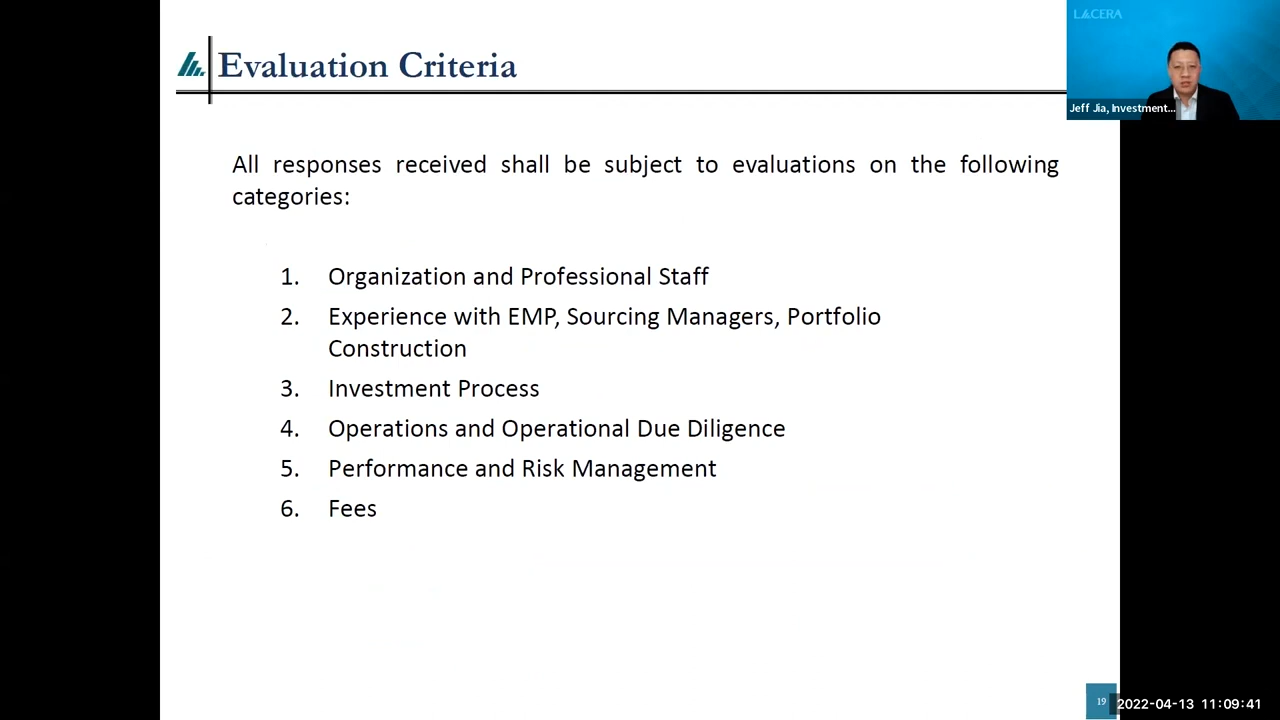 Evaluation Criteria
LACERA
Jeff Jia, Investment...
All responses received shall be subject to evaluations on the following
categories:
1. Organization and Professional Staff
2. Experience with EMP, Sourcing Managers, Portfolio
Construction
3. Investment Process
4. Operations and Operational Due Diligence
5. Performance and Risk Management
6. Fees
19
2022-04-13 11:09:41